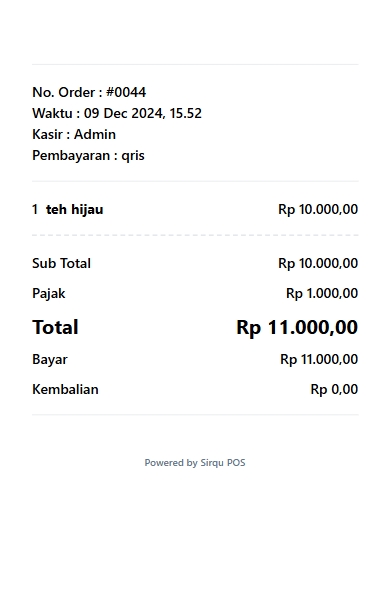 No. Order : #0044
Waktu : 09 Dec 2024, 15.52
Kasir : Admin
Pembayaran : qris
1 teh hijau Rp 10.000,00
Sub Total Rp 10.000,00
Pajak Rp 1.000,00
Total Rp 11.000,00
Bayar Rp 11.000,00
Kembalian Rp 0,00
Powered by Sirqu POS